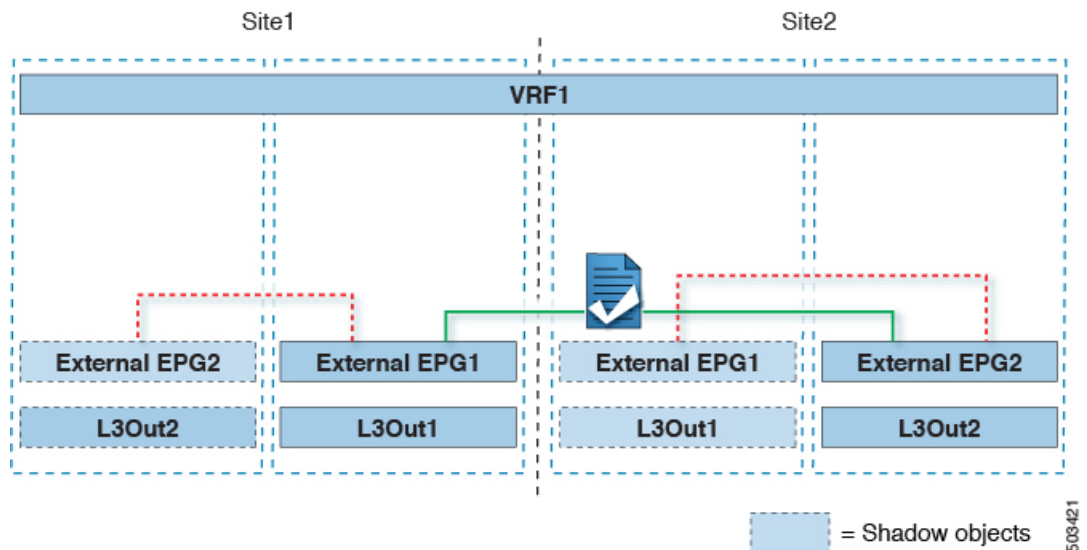 Site1
Site2
VRF1
External EPG2
External EPG1
External EPG1
External EPG2
L3Out2
L3Out1
L3Out1
L3Out2
= Shadow objects
503421